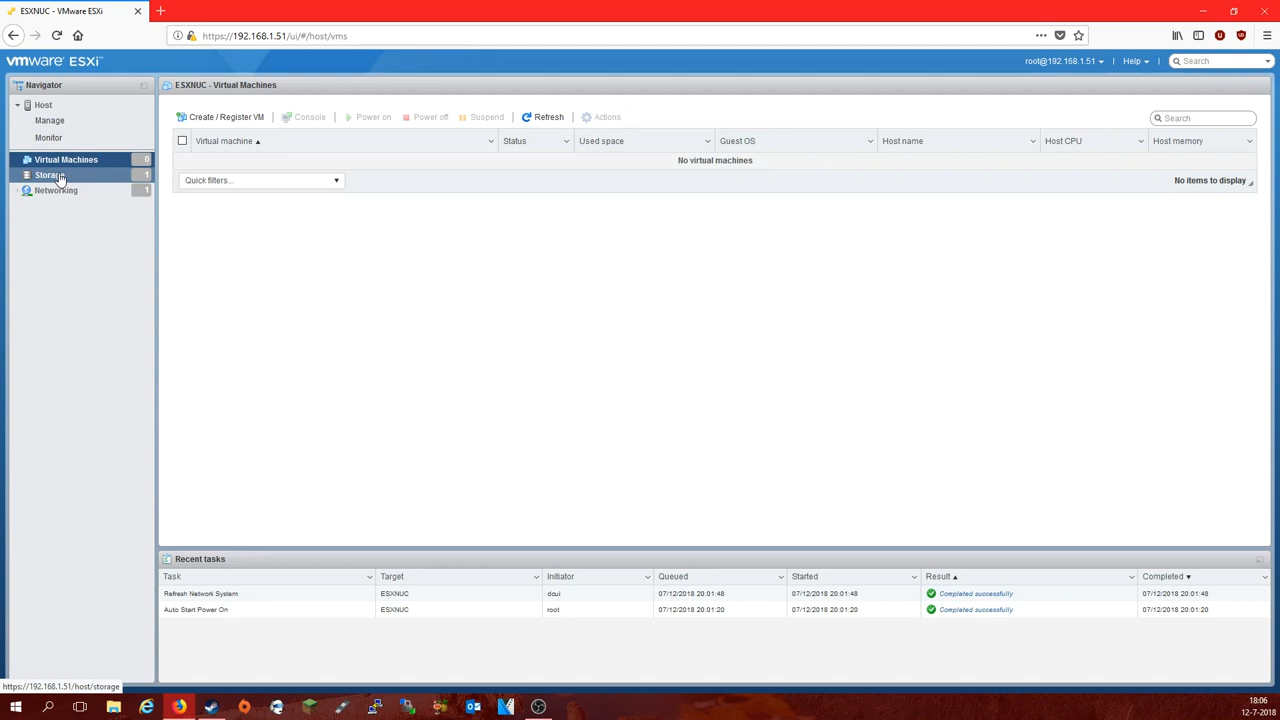 ESXNUC - VMware ESXi
https://192.168.1.51/ui/#/host/vms
vmware ESXi
root@192.168.1.51
Help
Search
Navigator
Host
Manage
Monitor
Virtual Machines 0
Storage 1
Networking 1
ESXNUC - Virtual Machines
Create / Register VM
Console
Power on
Power off
Suspend
Refresh
Actions
Search
Virtual machine Status Used space Guest OS Host name Host CPU Host memory
No virtual machines
Quick filters...
No items to display
Recent tasks
Task Target Initiator Queued Started Result Completed
Refresh Network System ESXNUC dcui 07/12/2018 20:01:48 07/12/2018 20:01:48 Completed successfully 07/12/2018 20:01:48
Auto Start Power On ESXNUC root 07/12/2018 20:01:20 07/12/2018 20:01:20 Completed successfully 07/12/2018 20:01:20
https://192.168.1.51/host/storage
18:06
12-7-2018